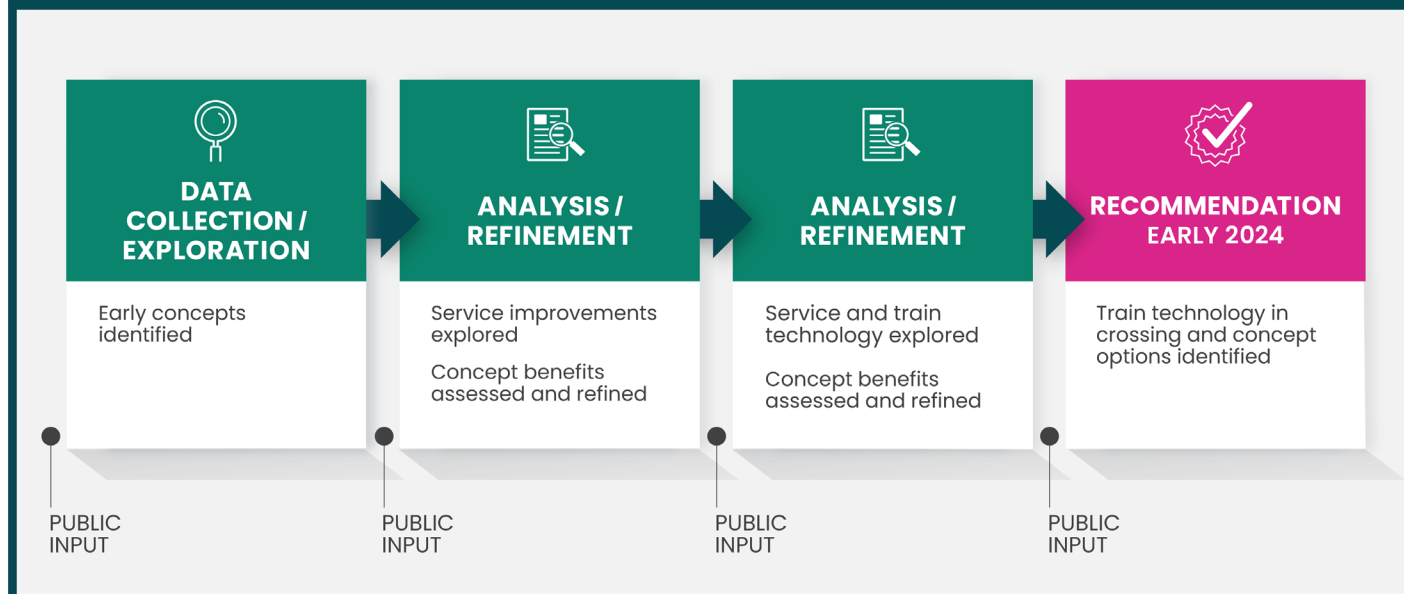 DATA
COLLECTION /
EXPLORATION
Early concepts
identified
ANALYSIS /
REFINEMENT
Service improvements
explored
Concept benefits
assessed and refined
ANALYSIS /
REFINEMENT
Service and train
technology explored
Concept benefits
assessed and refined
RECOMMENDATION
EARLY 2024
Train technology in
crossing and concept
options identified
PUBLIC
INPUT
PUBLIC
INPUT
PUBLIC
INPUT
PUBLIC
INPUT